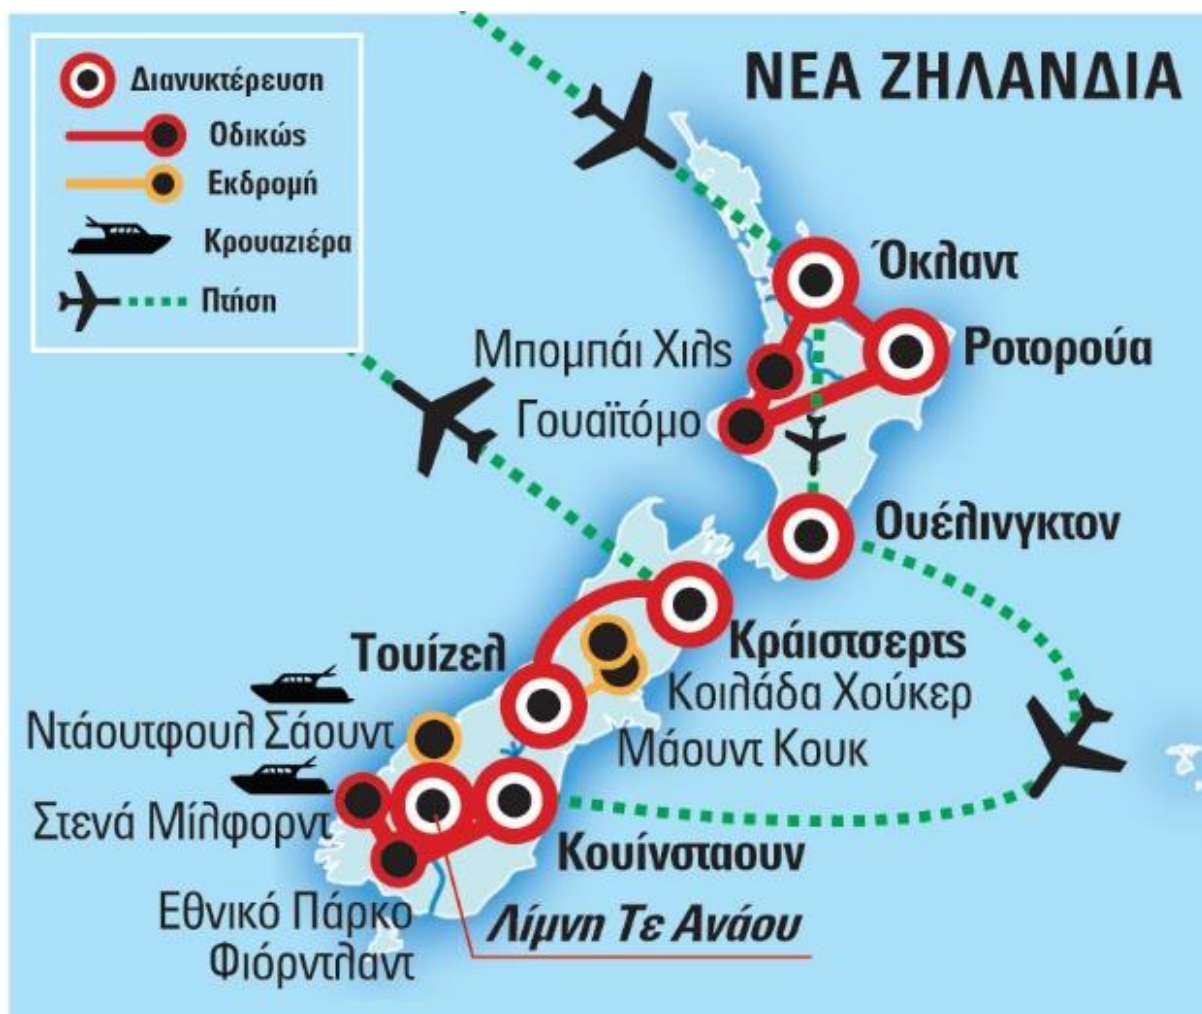 ΝΕΑ ΖΗΛΑΝΔΙΑ
Διανυκτέρευση
Οδικώς
Εκδρομή
Κρουαζιέρα
Πτήση
Όκλαντ
Μπομπάι Χιλς
Ροτορούα
Γουαϊτόμο
Ουέλινγκτον
Κράιστσερτς
Τουίζελ
Κοιλάδα Χούκερ
Ντάουτφουλ Σάουντ
Μάουντ Κουκ
Στενά Μίλφορντ
Κουίνσταουν
Εθνικό Πάρκο
Φιόρντλαντ
Λίμνη Τε Ανάου